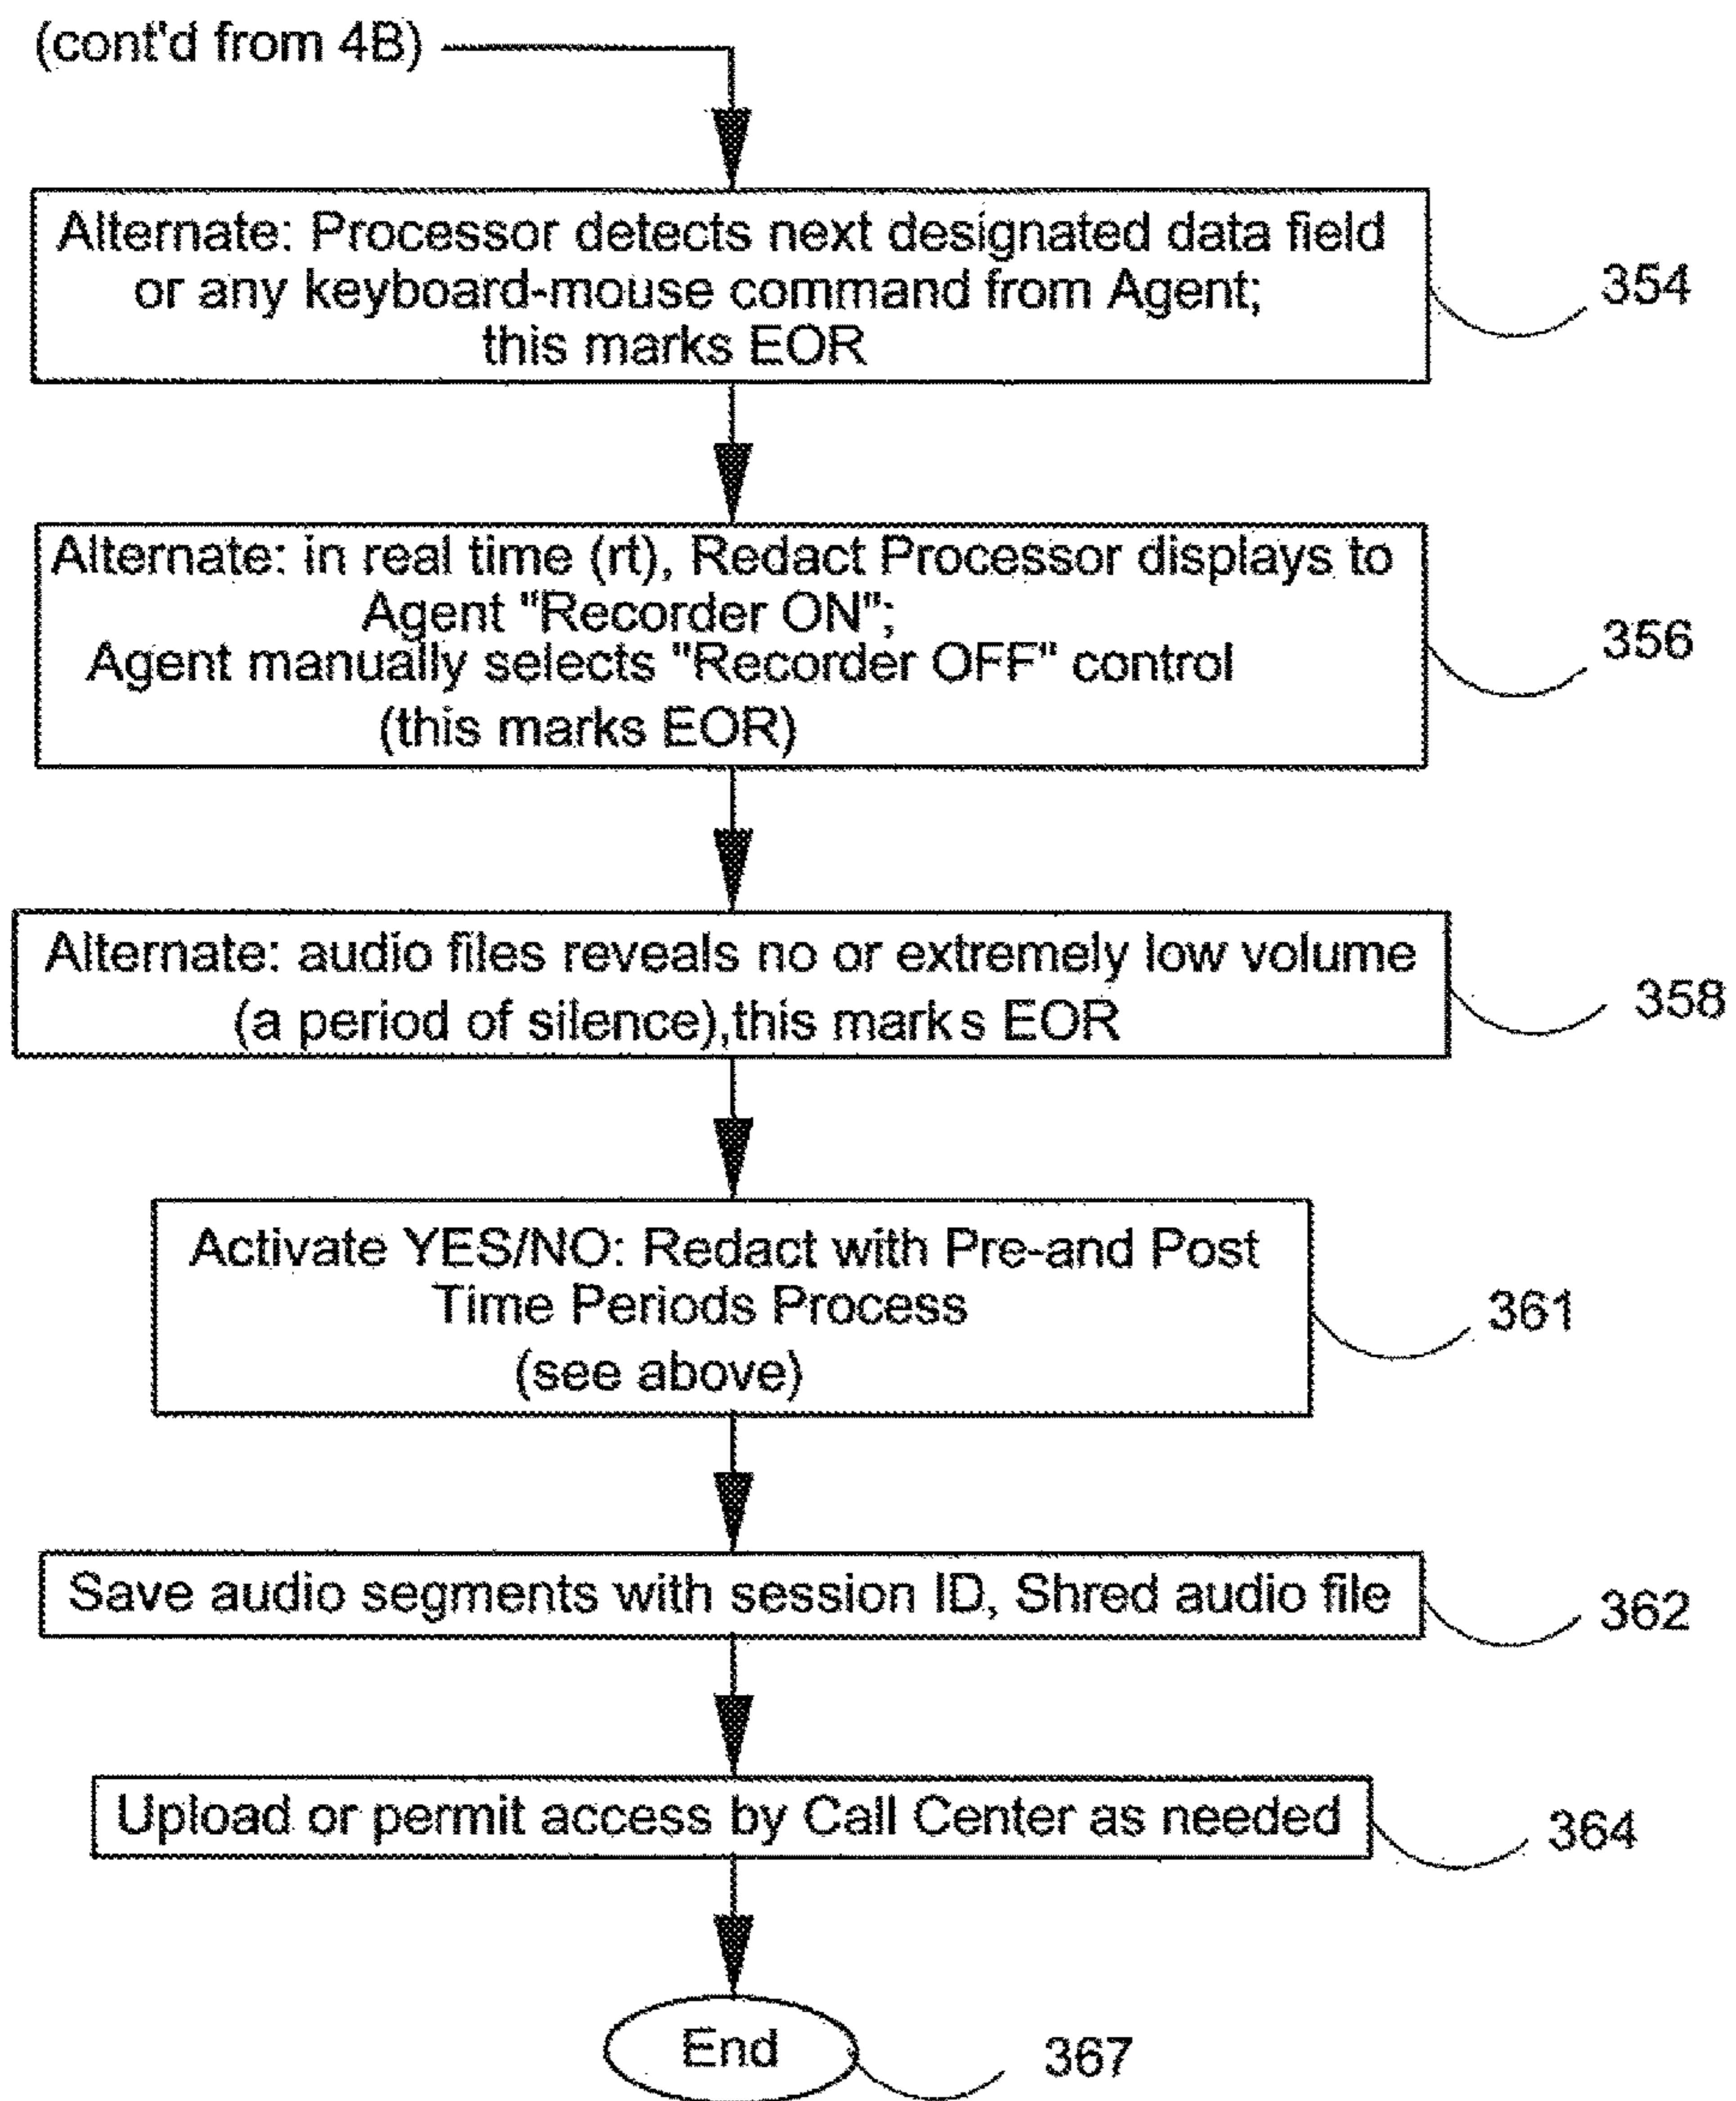 (cont'd from 4B)
Alternate: Processor detects next designated data field
or any keyboard-mouse command from Agent;
this marks EOR
354
Alternate: in real time (rt), Redact Processor displays to
Agent "Recorder ON";
Agent manually selects "Recorder OFF" control
(this marks EOR)
356
Alternate: audio files reveals no or extremely low volume
(a period of silence),this marks EOR
358
Activate YES/NO: Redact with Pre-and Post
Time Periods Process
(see above)
361
Save audio segments with session ID, Shred audio file
362
Upload or permit access by Call Center as needed
364
End
367